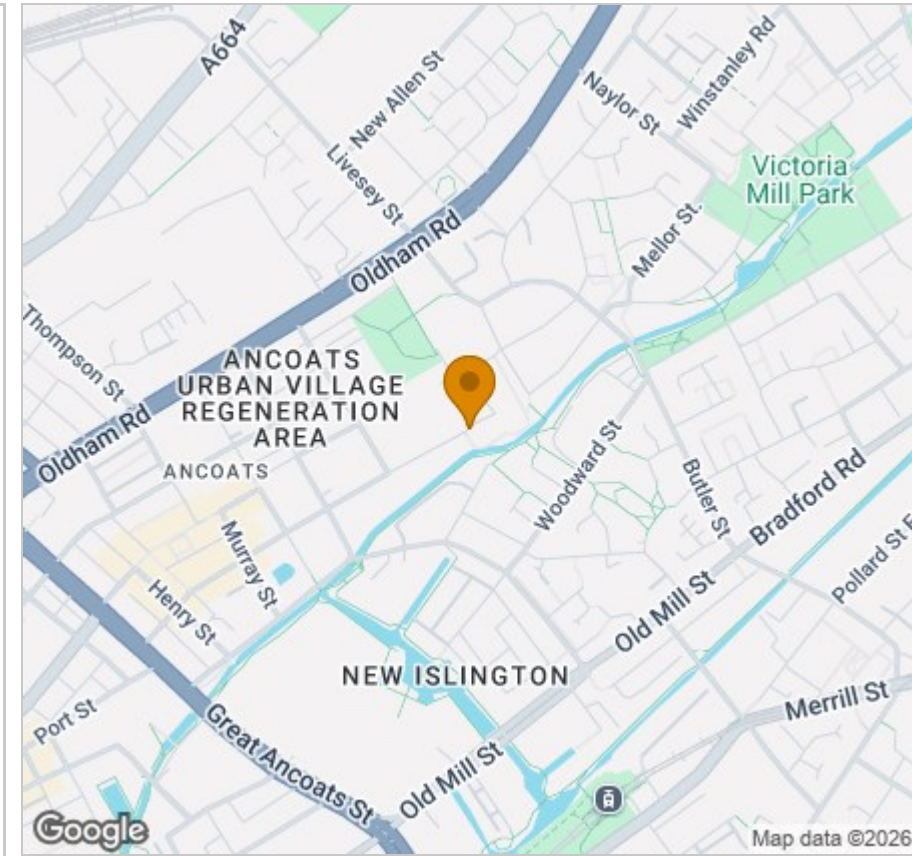 A664
New Allen St
Naylor St
Winstanley Rd
Livesey St
Victoria
Mill Park
Mellor St.
Oldham Rd
Thompson St
ANCOATS
URBAN VILLAGE
REGENERATION
AREA
Oldham Rd
ANCOATS
Woodward St
Butler St
Bradford Rd
Murray St
Henry St
Pollard St E
Old Mill St
NEW ISLINGTON
Port St
Great Ancoats St
Merrill St
Old Mill St
Google
Map data ©2026